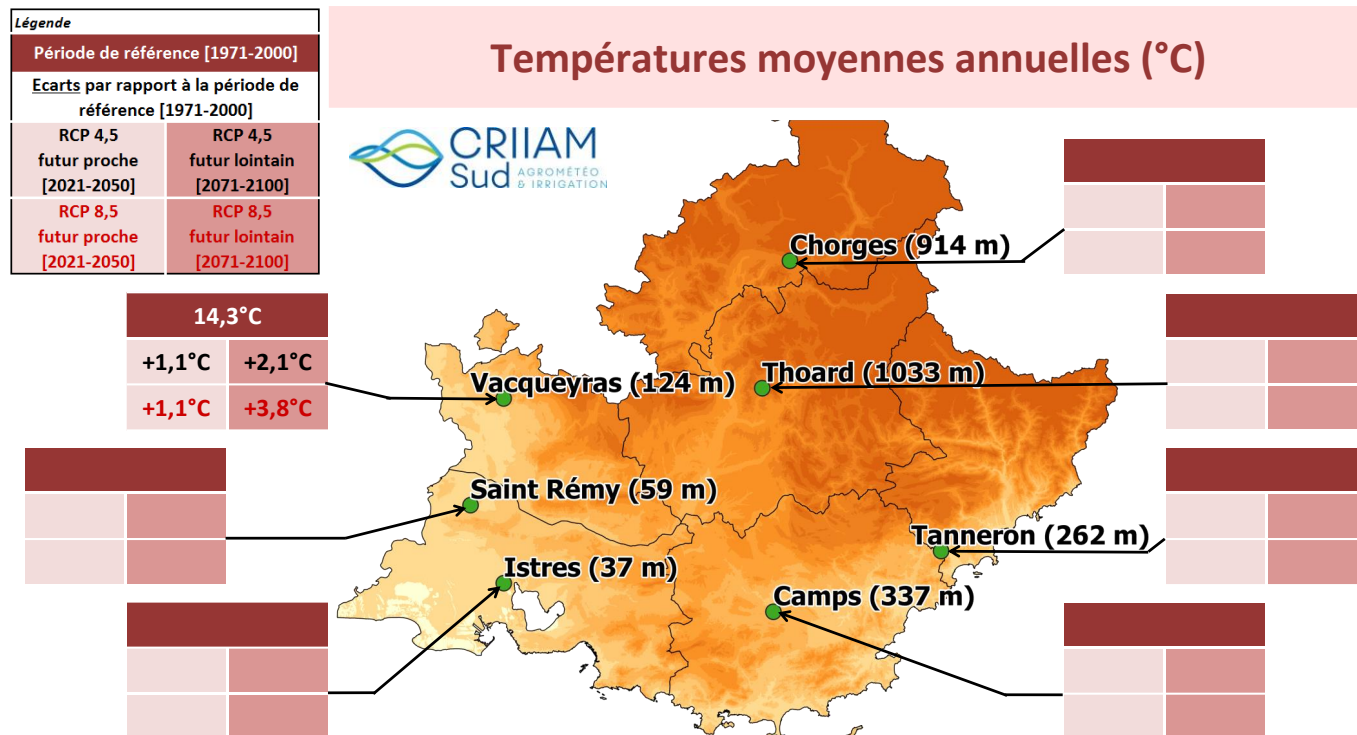 Légende
Période de référence [1971-2000]
Ecarts par rapport à la période de
référence [1971-2000]
RCP 4,5
futur proche
[2021-2050]
RCP 4,5
futur lointain
[2071-2100]
RCP 8,5
futur proche
[2021-2050]
RCP 8,5
futur lointain
[2071-2100]
Températures moyennes annuelles (°C)
CRIIAM
Sud AGROMÉTÉO
& IRRIGATION
Chorges (914 m)
14,3°C
+1,1°C +2,1°C
+1,1°C +3,8°C
Vacqueyras (124 m)
Thoard (1033 m)
Saint Rémy (59 m)
Tanneron (262 m)
Istres (37 m)
Camps (337 m)